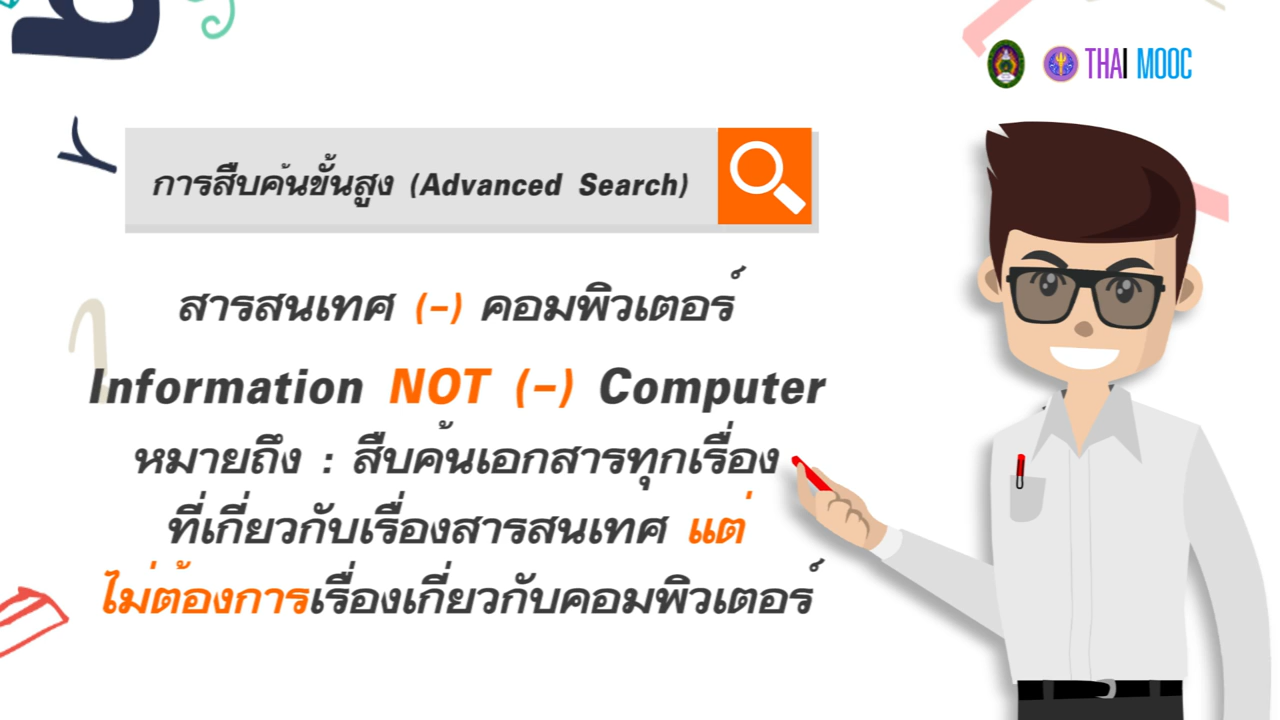 THAI MOOC
การสืบค้นขั้นสูง (Advanced Search)
สารสนเทศ (-) คอมพิวเตอร์
Information NOT (-) Computer
หมายถึง : สืบค้นเอกสารทุกเรื่อง
ที่เกี่ยวกับเรื่องสารสนเทศ แต่
ไม่ต้องการเรื่องเกี่ยวกับคอมพิวเตอร์